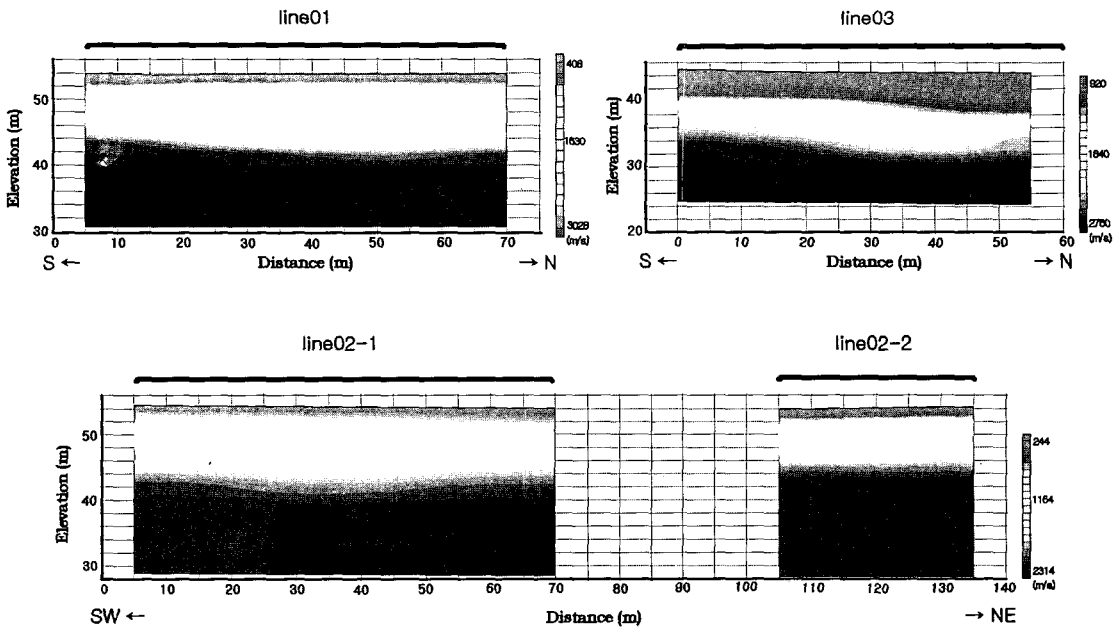 line01
50
40
30
Elevation (m)
0 10 20 30 40 50 60 70
S ← Distance (m) → N
408
1530
3028
(m/s)
line03
40
30
20
Elevation (m)
0 10 20 30 40 50 60
S ← Distance (m) → N
820
1840
2760
(m/s)
line02-1
line02-2
50
40
30
Elevation (m)
0 10 20 30 40 50 60 70 80 90 100 110 120 130 140
SW ← Distance (m) → NE
244
1164
2314
(m/s)